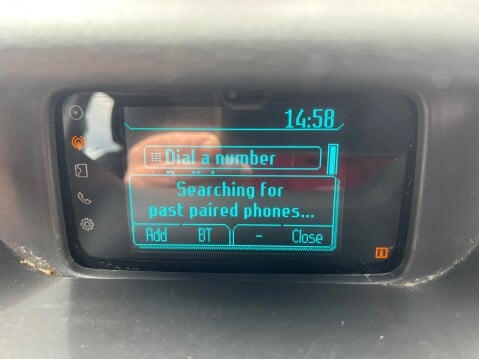 14:58
Dial a number
Searching for
past paired phones...
Add BT - Close